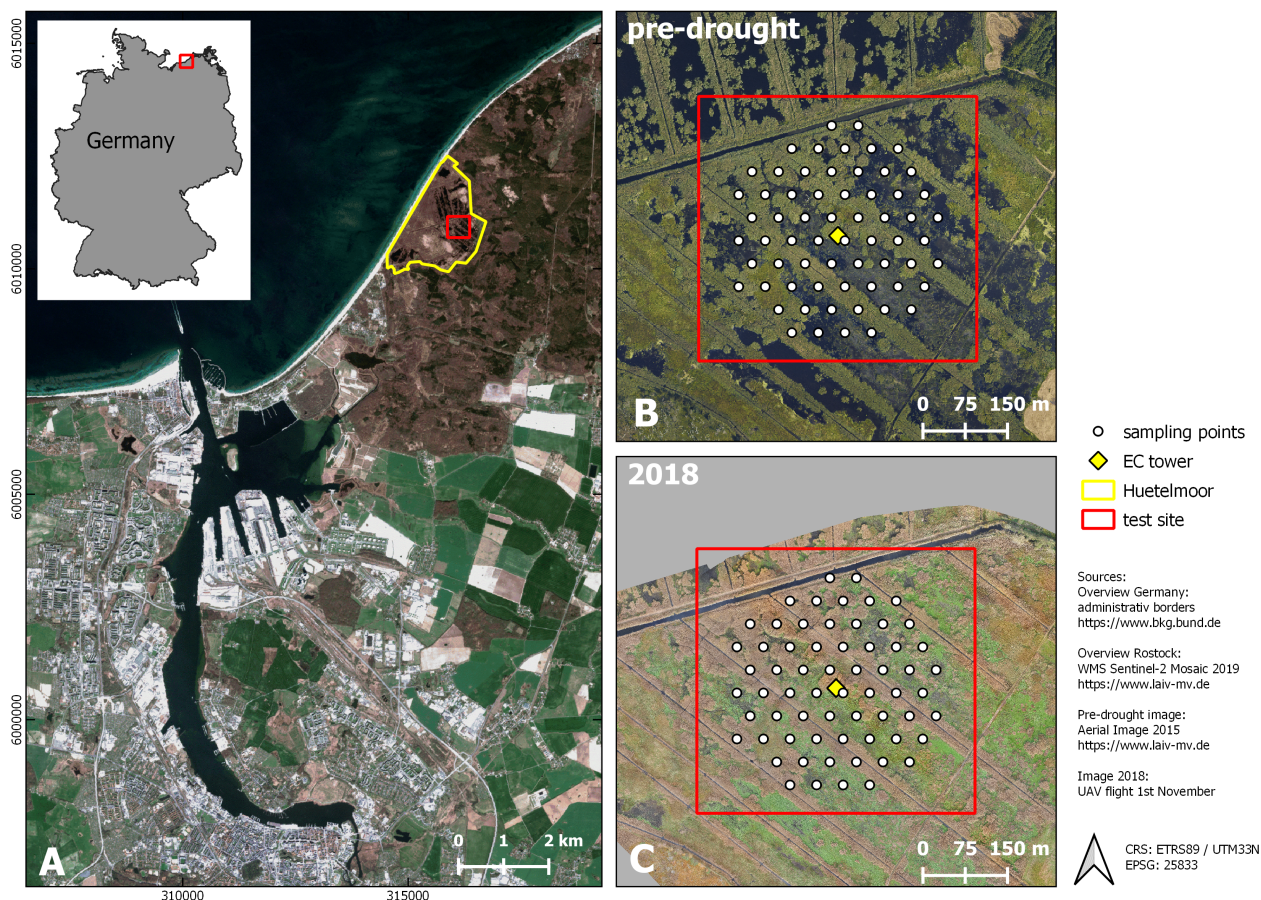 Germany
A
0 1 2 km
6015000
6010000
6005000
6000000
310000
315000
pre-drought
B
0 75 150 m
2018
C
0 75 150 m
sampling points
EC tower
Huetelmoor
test site
Sources:
Overview Germany:
administrativ borders
https://www.bkg.bund.de
Overview Rostock:
WMS Sentinel-2 Mosaic 2019
https://www.laiv-mv.de
Pre-drought image:
Aerial Image 2015
https://www.laiv-mv.de
Image 2018:
UAV flight 1st November
CRS: ETRS89 / UTM33N
EPSG: 25833